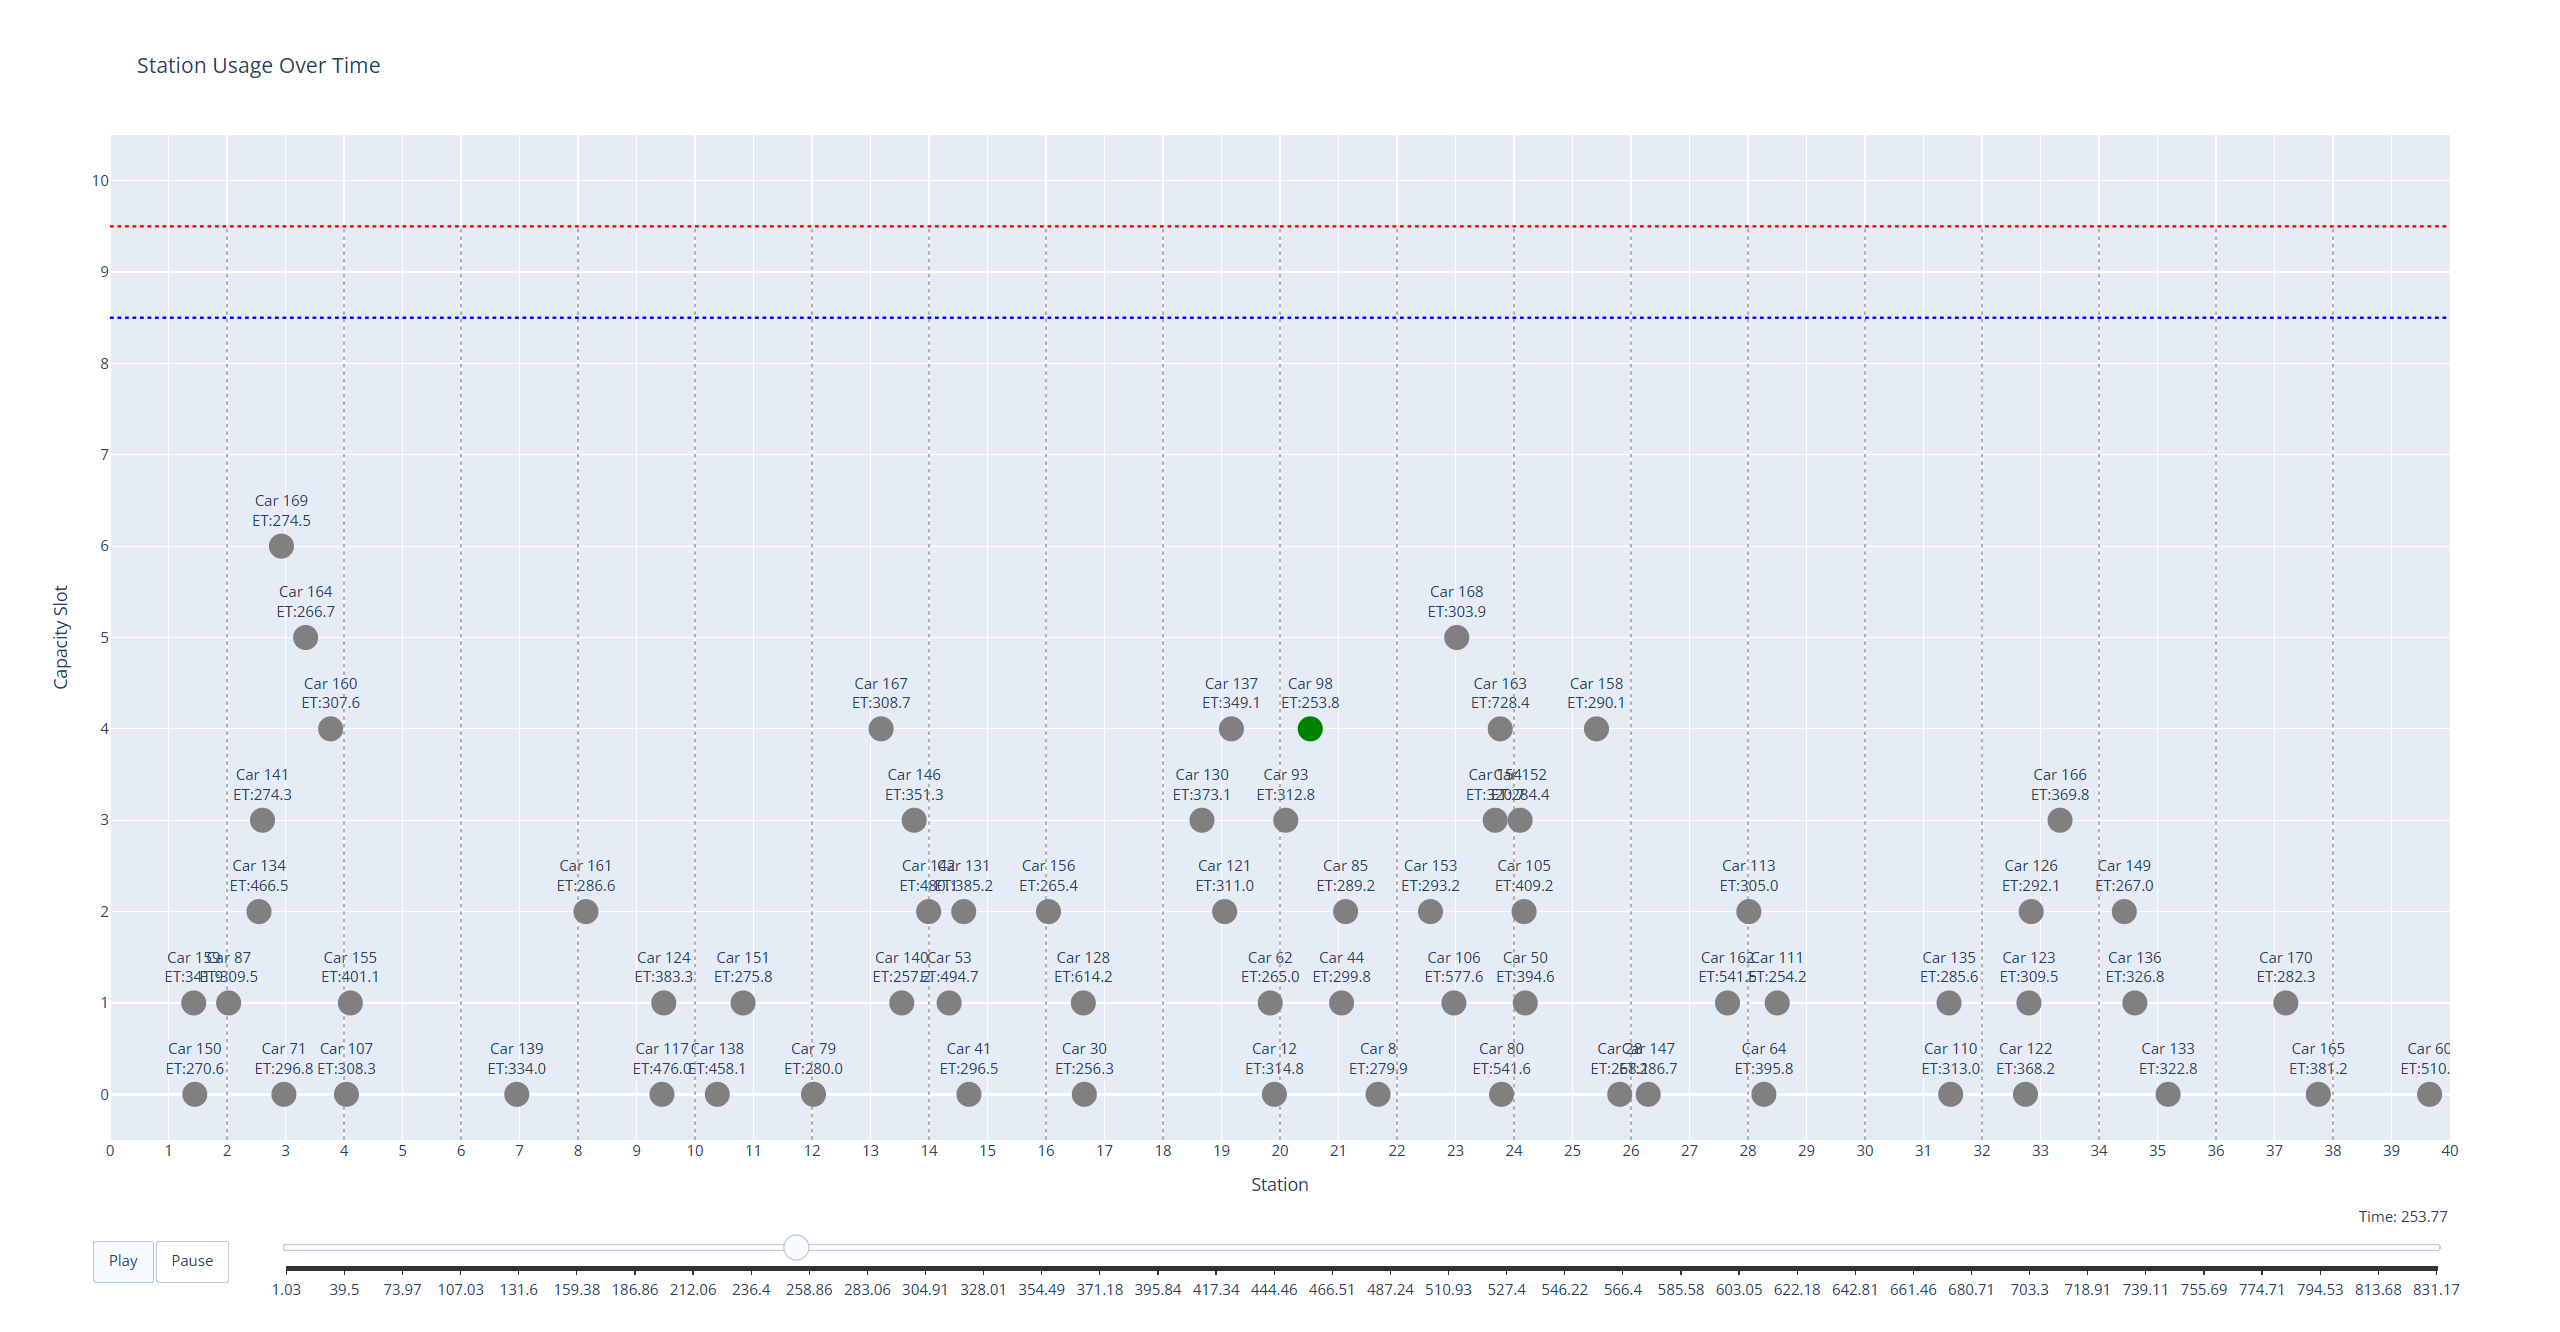 Station Usage Over Time
10
9
8
7
6
5
4
3
2
1
0
Capacity Slot
Car 169
ET:274.5
Car 164
ET:266.7
Car 168
ET:303.9
Car 160
ET:307.6
Car 167
ET:308.7
Car 137
ET:349.1
Car 98
ET:253.8
Car 163
ET:728.4
Car 158
ET:290.1
Car 141
ET:274.3
Car 146
ET:351.3
Car 130
ET:373.1
Car 93
ET:312.8
Car 152
ET:284.4
Car 166
ET:369.8
Car 134
ET:466.5
Car 161
ET:286.6
Car 142
Car 131
ET:385.2
Car 156
ET:265.4
Car 121
ET:311.0
Car 85
ET:289.2
Car 153
ET:293.2
Car 105
ET:409.2
Car 113
ET:305.0
Car 126
ET:292.1
Car 149
ET:267.0
Car 159
Car 87
ET:309.5
Car 155
ET:401.1
Car 124
ET:383.3
Car 151
ET:275.8
Car 140
ET:257.2
Car 53
ET:494.7
Car 128
ET:614.2
Car 62
ET:265.0
Car 44
ET:299.8
Car 106
ET:577.6
Car 50
ET:394.6
Car 162
Car 111
ET:254.2
Car 135
ET:285.6
Car 123
ET:309.5
Car 136
ET:326.8
Car 170
ET:282.3
Car 150
ET:270.6
Car 71
ET:296.8
Car 107
ET:308.3
Car 139
ET:334.0
Car 117
ET:476.0
Car 138
ET:458.1
Car 79
ET:280.0
Car 41
ET:296.5
Car 30
ET:256.3
Car 12
ET:314.8
Car 8
ET:279.9
Car 80
ET:541.6
Car 28
Car 147
ET:286.7
Car 64
ET:395.8
Car 110
ET:313.0
Car 122
ET:368.2
Car 133
ET:322.8
Car 165
ET:381.2
Car 60
ET:510.
0 1 2 3 4 5 6 7 8 9 10 11 12 13 14 15 16 17 18 19 20 21 22 23 24 25 26 27 28 29 30 31 32 33 34 35 36 37 38 39 40
Station
Time: 253.77
Play Pause
1.03 39.5 73.97 107.03 131.6 159.38 186.86 212.06 236.4 258.86 283.06 304.91 328.01 354.49 371.18 395.84 417.34 444.46 466.51 487.24 510.93 527.4 546.22 566.4 585.58 603.05 622.18 642.81 661.46 680.71 703.3 718.91 739.11 755.69 774.71 794.53 813.68 831.17